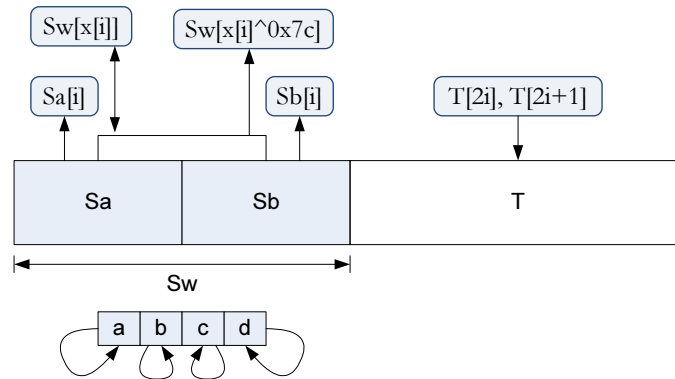 Sw[x[i]]
Sw[x[i]^0x7c]
Sa[i]
Sb[i]
T[2i], T[2i+1]
Sa
Sb
T
Sw
a
b
c
d